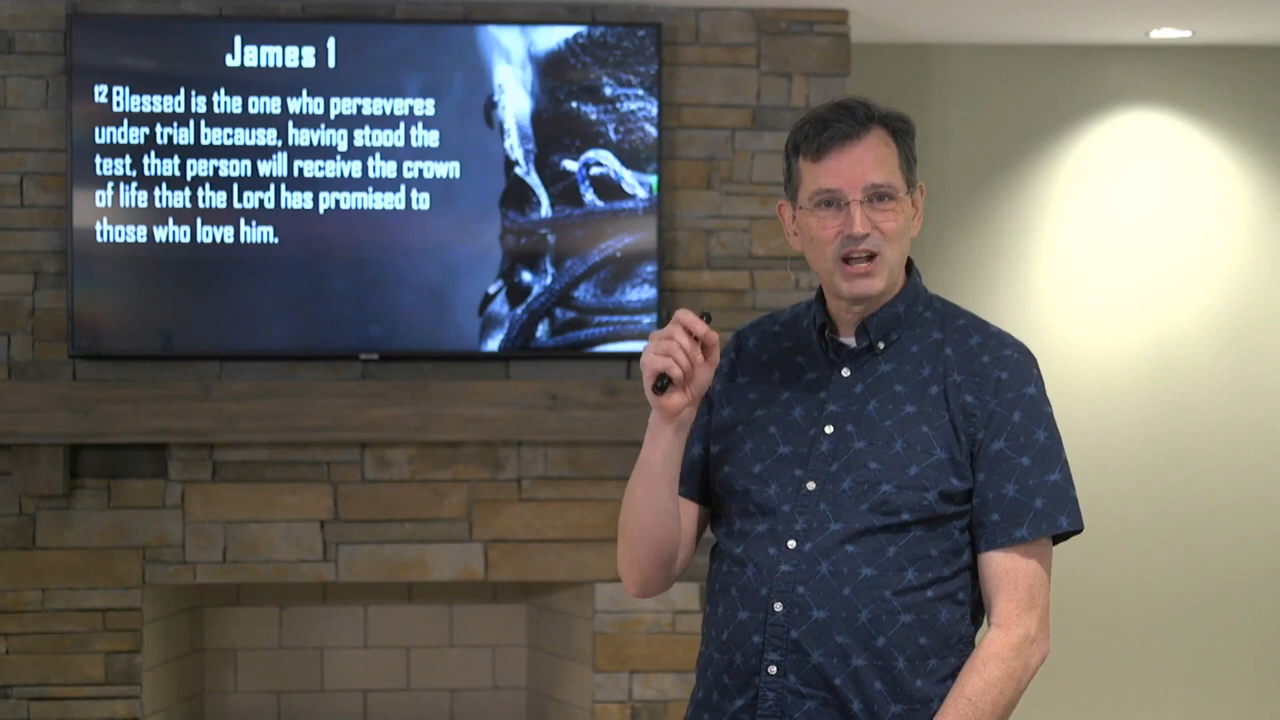 James 1
12 Blessed is the one who perseveres
under trial because, having stood the
test, that person will receive the crown
of life that the Lord has promised to
those who love him.